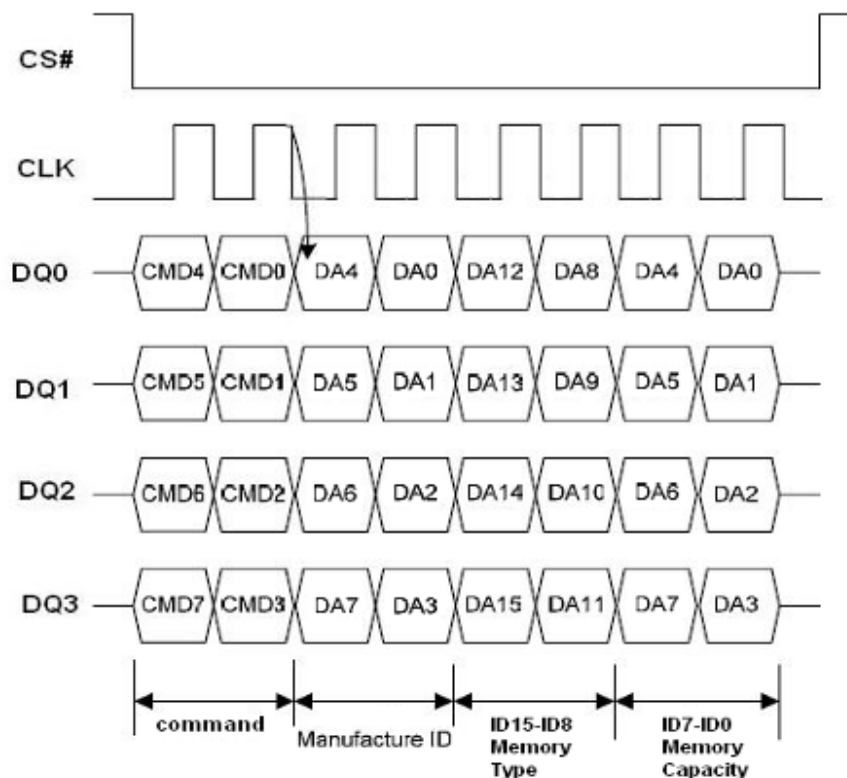 CS#
CLK
DQ0 CMD4 CMD0 DA4 DA0 DA12 DA8 DA4 DA0
DQ1 CMD5 CMD1 DA5 DA1 DA13 DA9 DA5 DA1
DQ2 CMD6 CMD2 DA6 DA2 DA14 DA10 DA6 DA2
DQ3 CMD7 CMD3 DA7 DA3 DA15 DA11 DA7 DA3
command
Manufacture ID
ID15-ID8
Memory
Type
ID7-ID0
Memory
Capacity